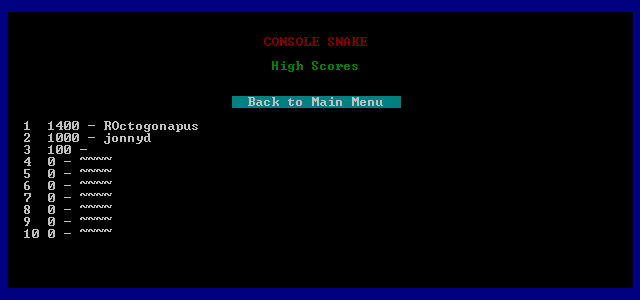 CONSOLE SNAKE
High Scores
Back to Main Menu
1 1400 - ROctogonapus
2 1000 - jonnyd
3 100 -
4 0 - ~~~~
5 0 - ~~~~
6 0 - ~~~~
7 0 - ~~~~
8 0 - ~~~~
9 0 - ~~~~
10 0 - ~~~~